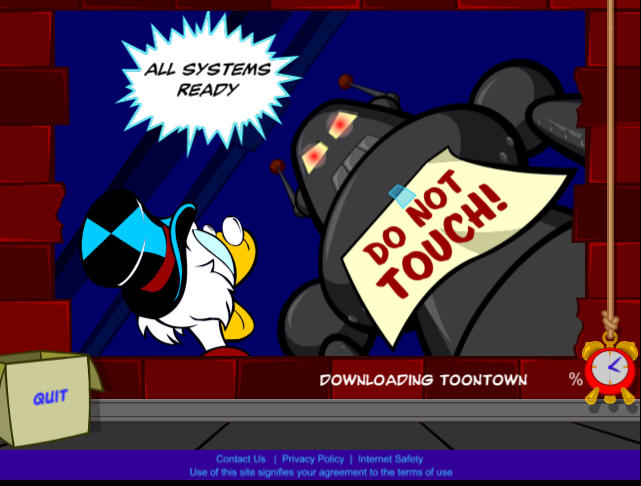 ALL SYSTEMS
READY
DO NOT
TOUCH!
DOWNLOADING TOONTOWN %
QUIT
Contact Us | Privacy Policy | Internet Safety
Use of this site signifies your agreement to the terms of use